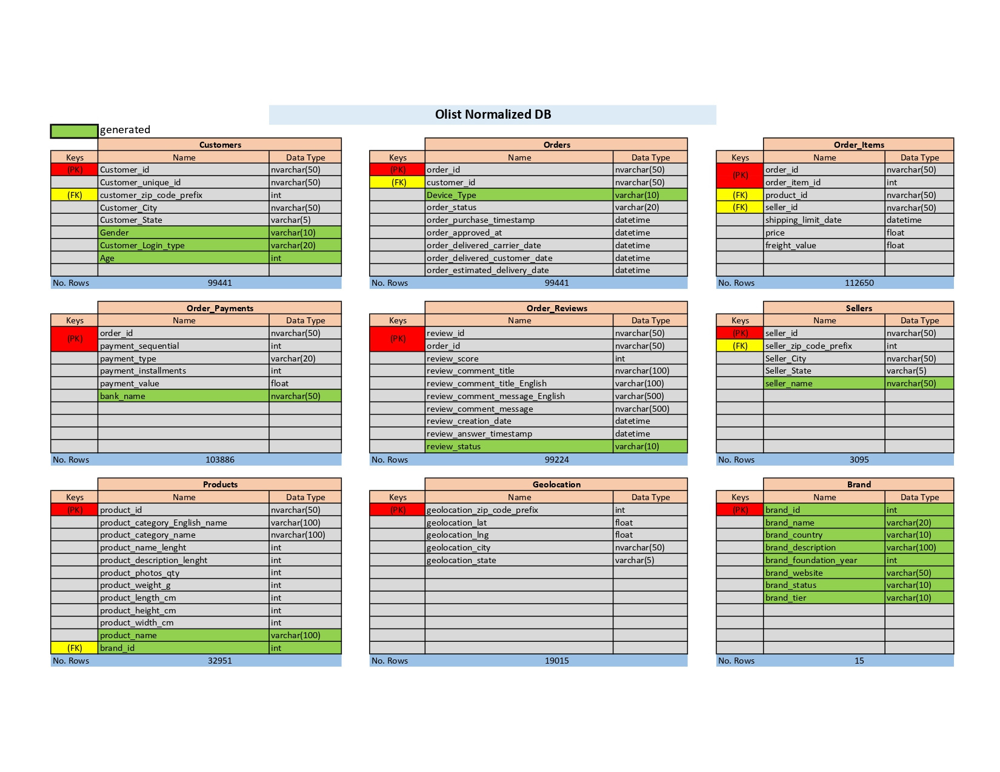 Olist Normalized DB
generated
Customers
Keys Name Data Type
(PK) Customer_id nvarchar(50)
Customer_unique_id nvarchar(50)
(FK) customer_zip_code_prefix int
Customer_City nvarchar(50)
Customer_State varchar(5)
Gender varchar(10)
Customer_Login_type varchar(20)
Age int
No. Rows 99441
Orders
Keys Name Data Type
(PK) order_id nvarchar(50)
(FK) customer_id nvarchar(50)
Device_Type varchar(10)
order_status varchar(20)
order_purchase_timestamp datetime
order_approved_at datetime
order_delivered_carrier_date datetime
order_delivered_customer_date datetime
order_estimated_delivery_date datetime
No. Rows 99441
Order_Items
Keys Name Data Type
(PK) order_id nvarchar(50)
order_item_id int
(FK) product_id nvarchar(50)
(FK) seller_id nvarchar(50)
shipping_limit_date datetime
price float
freight_value float
No. Rows 112650
Order_Payments
Keys Name Data Type
(PK) order_id nvarchar(50)
payment_sequential int
payment_type varchar(20)
payment_installments int
payment_value float
bank_name nvarchar(50)
No. Rows 103886
Order_Reviews
Keys Name Data Type
(PK) review_id nvarchar(50)
order_id nvarchar(50)
review_score int
review_comment_title nvarchar(100)
review_comment_title_English varchar(100)
review_comment_message_English varchar(500)
review_comment_message nvarchar(500)
review_creation_date datetime
review_answer_timestamp datetime
review_status varchar(10)
No. Rows 99224
Sellers
Keys Name Data Type
(PK) seller_id nvarchar(50)
(FK) seller_zip_code_prefix int
Seller_City nvarchar(50)
Seller_State varchar(5)
seller_name nvarchar(50)
No. Rows 3095
Products
Keys Name Data Type
(PK) product_id nvarchar(50)
product_category_English_name varchar(100)
product_category_name nvarchar(100)
product_name_lenght int
product_description_lenght int
product_photos_qty int
product_weight_g int
product_length_cm int
product_height_cm int
product_width_cm int
product_name varchar(100)
(FK) brand_id int
No. Rows 32951
Geolocation
Keys Name Data Type
(PK) geolocation_zip_code_prefix int
geolocation_lat float
geolocation_lng float
geolocation_city nvarchar(50)
geolocation_state varchar(5)
No. Rows 19015
Brand
Keys Name Data Type
(PK) brand_id int
brand_name varchar(20)
brand_country varchar(10)
brand_description varchar(100)
brand_foundation_year int
brand_website varchar(50)
brand_status varchar(10)
brand_tier varchar(10)
No. Rows 15